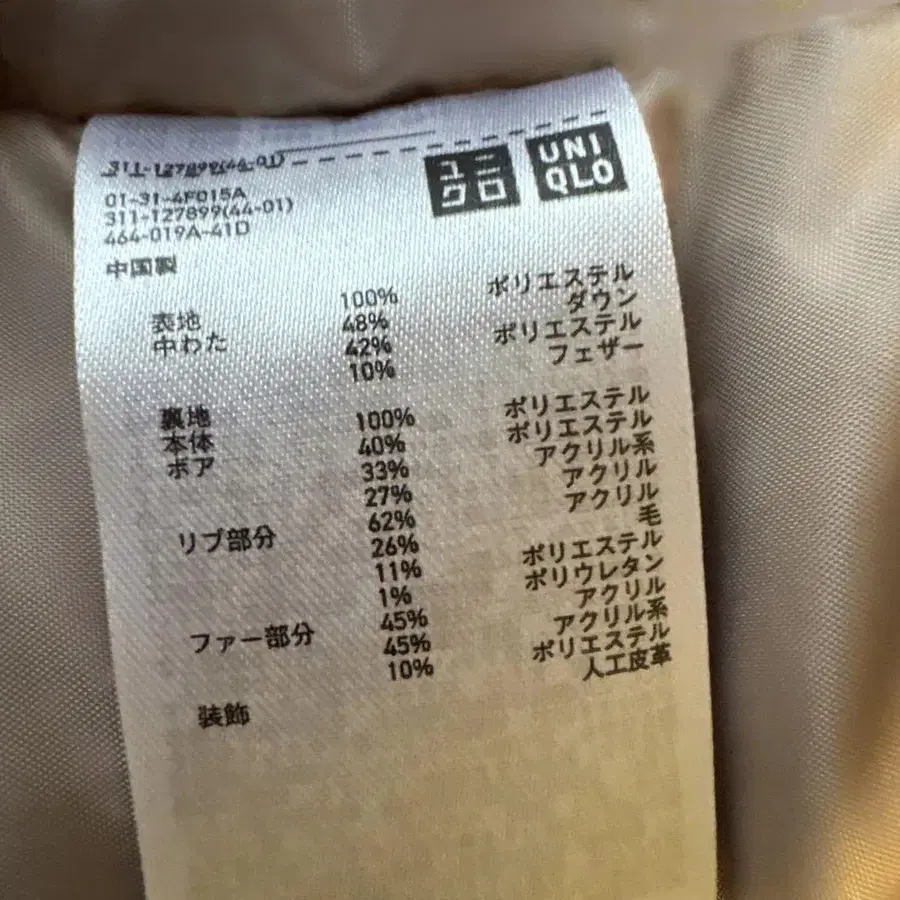 311-127899(44-01)
ユニ
クロ
UNI
QLO
01-31-4F015A
311-127899(44-01)
464-019A-41D
中国製
表地 100% ポリエステル
中わた 48% ダウン
42% ポリエステル
10% フェザー
裏地
本体 100% ポリエステル
ボア 40% ポリエステル
33% アクリル系
27% アクリル
リブ部分 62% アクリル
26% 毛
11% ポリエステル
1% ポリウレタン
ファー部分 45% アクリル
45% アクリル系
10% ポリエステル
装飾 人工皮革